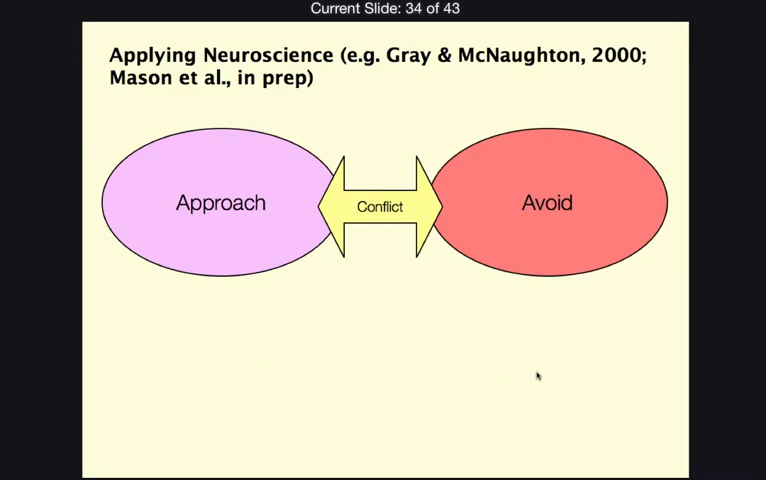 Current Slide: 34 of 43
Applying Neuroscience (e.g. Gray & McNaughton, 2000;
Mason et al., in prep)
Approach
Conflict
Avoid